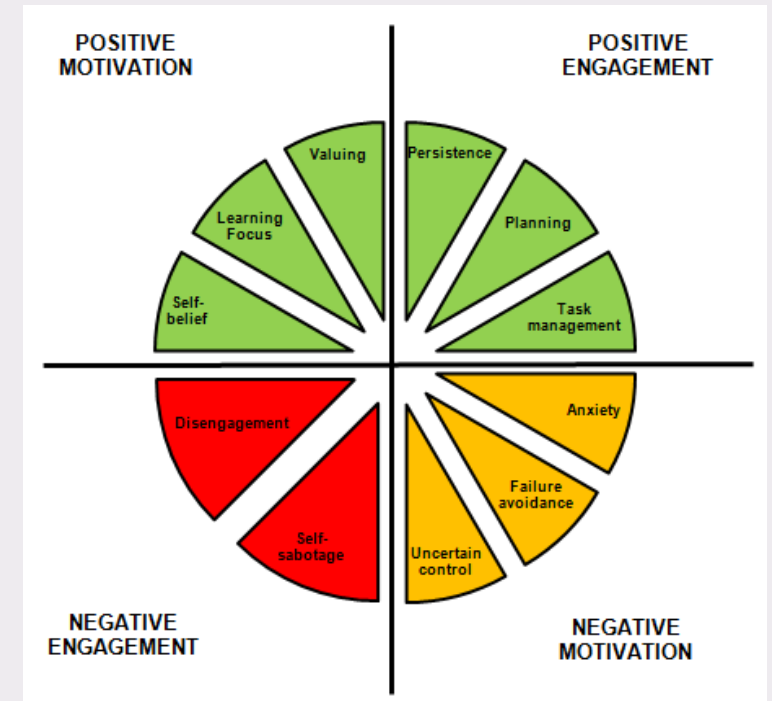 POSITIVE
MOTIVATION
POSITIVE
ENGAGEMENT
Valuing
Persistence
Learning
Focus
Planning
Self-
belief
Task
management
Disengagement
Anxiety
Failure
avoidance
Self-
sabotage
Uncertain
control
NEGATIVE
ENGAGEMENT
NEGATIVE
MOTIVATION